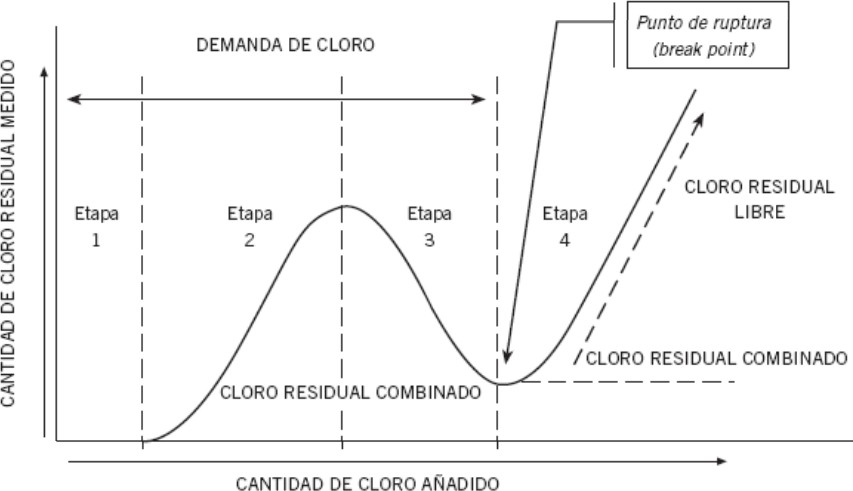 Punto de ruptura
(break point)
DEMANDA DE CLORO
CANTIDAD DE CLORO RESIDUAL MEDIDO
Etapa
1
Etapa
2
Etapa
3
Etapa
4
CLORO RESIDUAL
LIBRE
CLORO RESIDUAL COMBINADO
CLORO RESIDUAL COMBINADO
CANTIDAD DE CLORO AÑADIDO